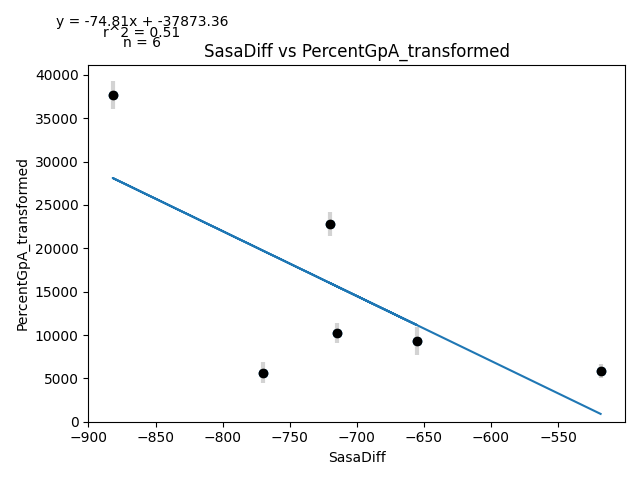 y = -74.81x + -37873.36
r^2 = 0.51
n = 6
SasaDiff vs PercentGpA_transformed
40000
35000
30000
25000
20000
15000
10000
5000
0
PercentGpA_transformed
−900
−850
−800
−750
−700
−650
−600
−550
SasaDiff